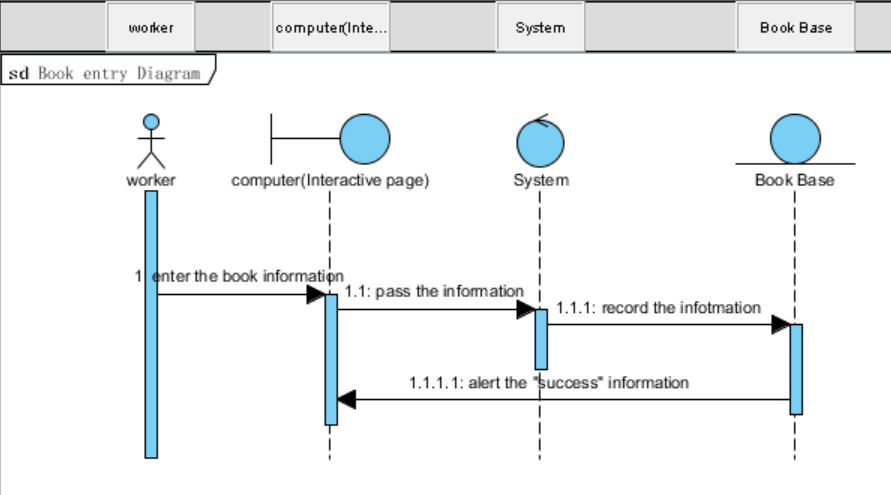 worker
computer(Inte...
System
Book Base
sd Book entry Diagram
worker
computer(Interactive page)
System
Book Base
1 enter the book information
1.1: pass the information
1.1.1: record the infotmation
1.1.1.1: alert the "success" information